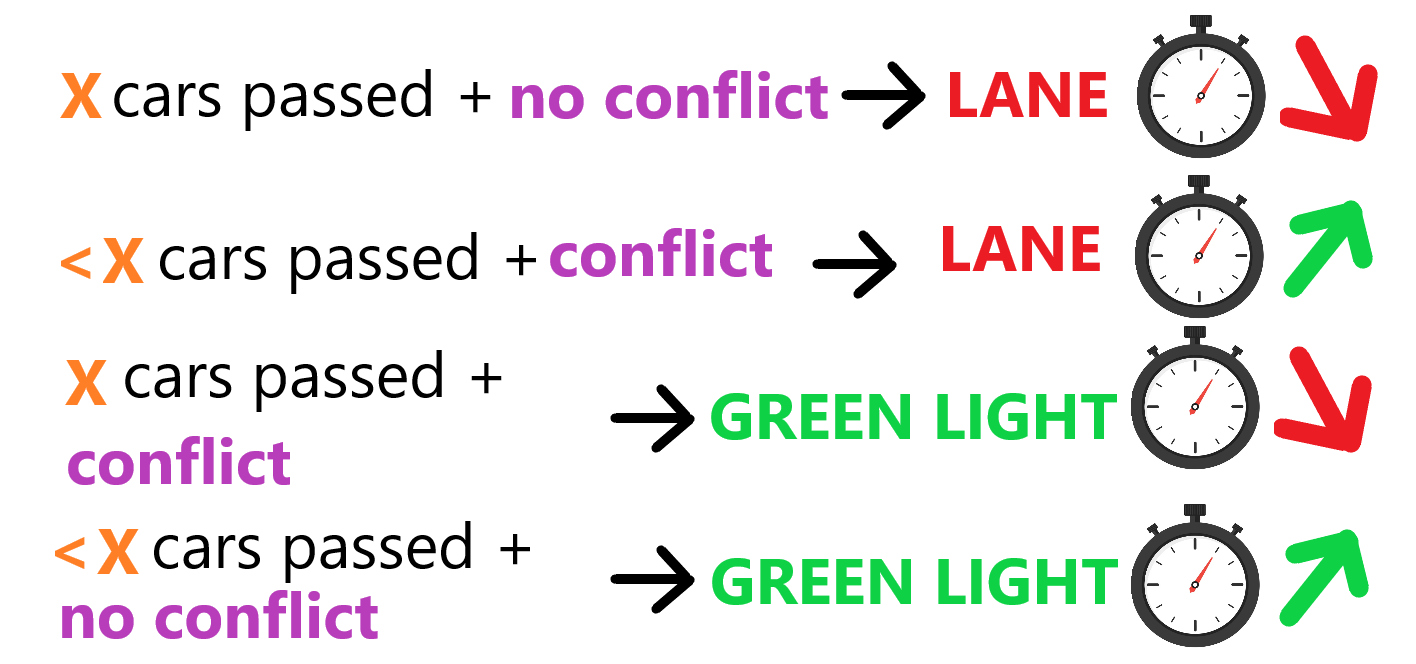 X cars passed + no conflict → LANE
< X cars passed + conflict → LANE
X cars passed +
conflict
→ GREEN LIGHT
< X cars passed +
no conflict
→ GREEN LIGHT